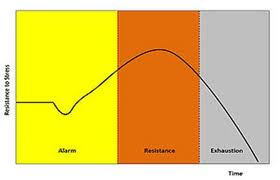 Resistance to Stress
Alarm
Resistance
Exhaustion
Time